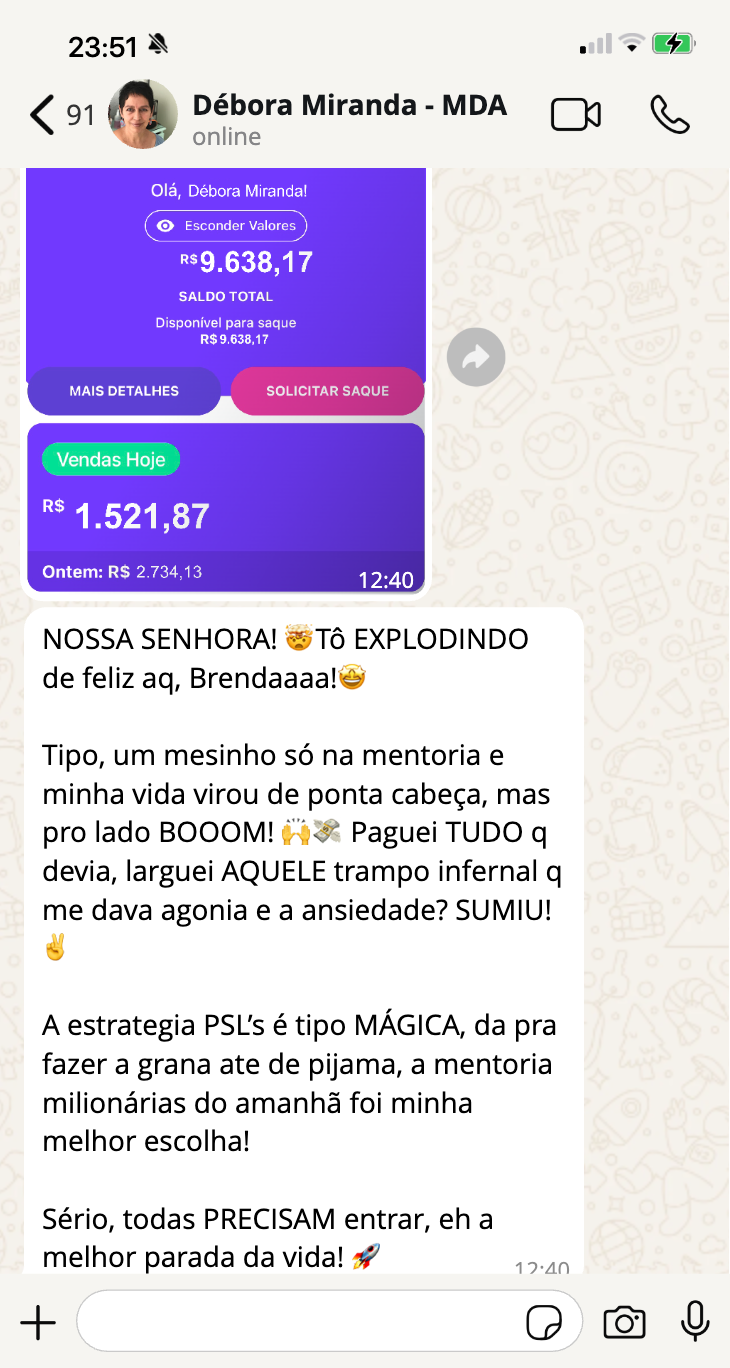 23:51
91
Débora Miranda - MDA
online
Olá, Débora Miranda!
Esconder Valores
R$9.638,17
SALDO TOTAL
Disponível para saque
R$ 9.638,17
MAIS DETALHES
SOLICITAR SAQUE
Vendas Hoje
R$ 1.521,87
Ontem: R$ 2.734,13
12:40
NOSSA SENHORA! 🤯Tô EXPLODINDO
de feliz aq, Brendaaaa!🤩
Tipo, um mesinho só na mentoria e
minha vida virou de ponta cabeça, mas
pro lado BOOOM! 🙌💸 Paguei TUDO q
devia, larguei AQUELE trampo infernal q
me dava agonia e a ansiedade? SUMIU!
✌️
A estrategia PSL’s é tipo MÁGICA, da pra
fazer a grana ate de pijama, a mentoria
milionárias do amanhã foi minha
melhor escolha!
Sério, todas PRECISAM entrar, eh a
melhor parada da vida! 🚀
12:40